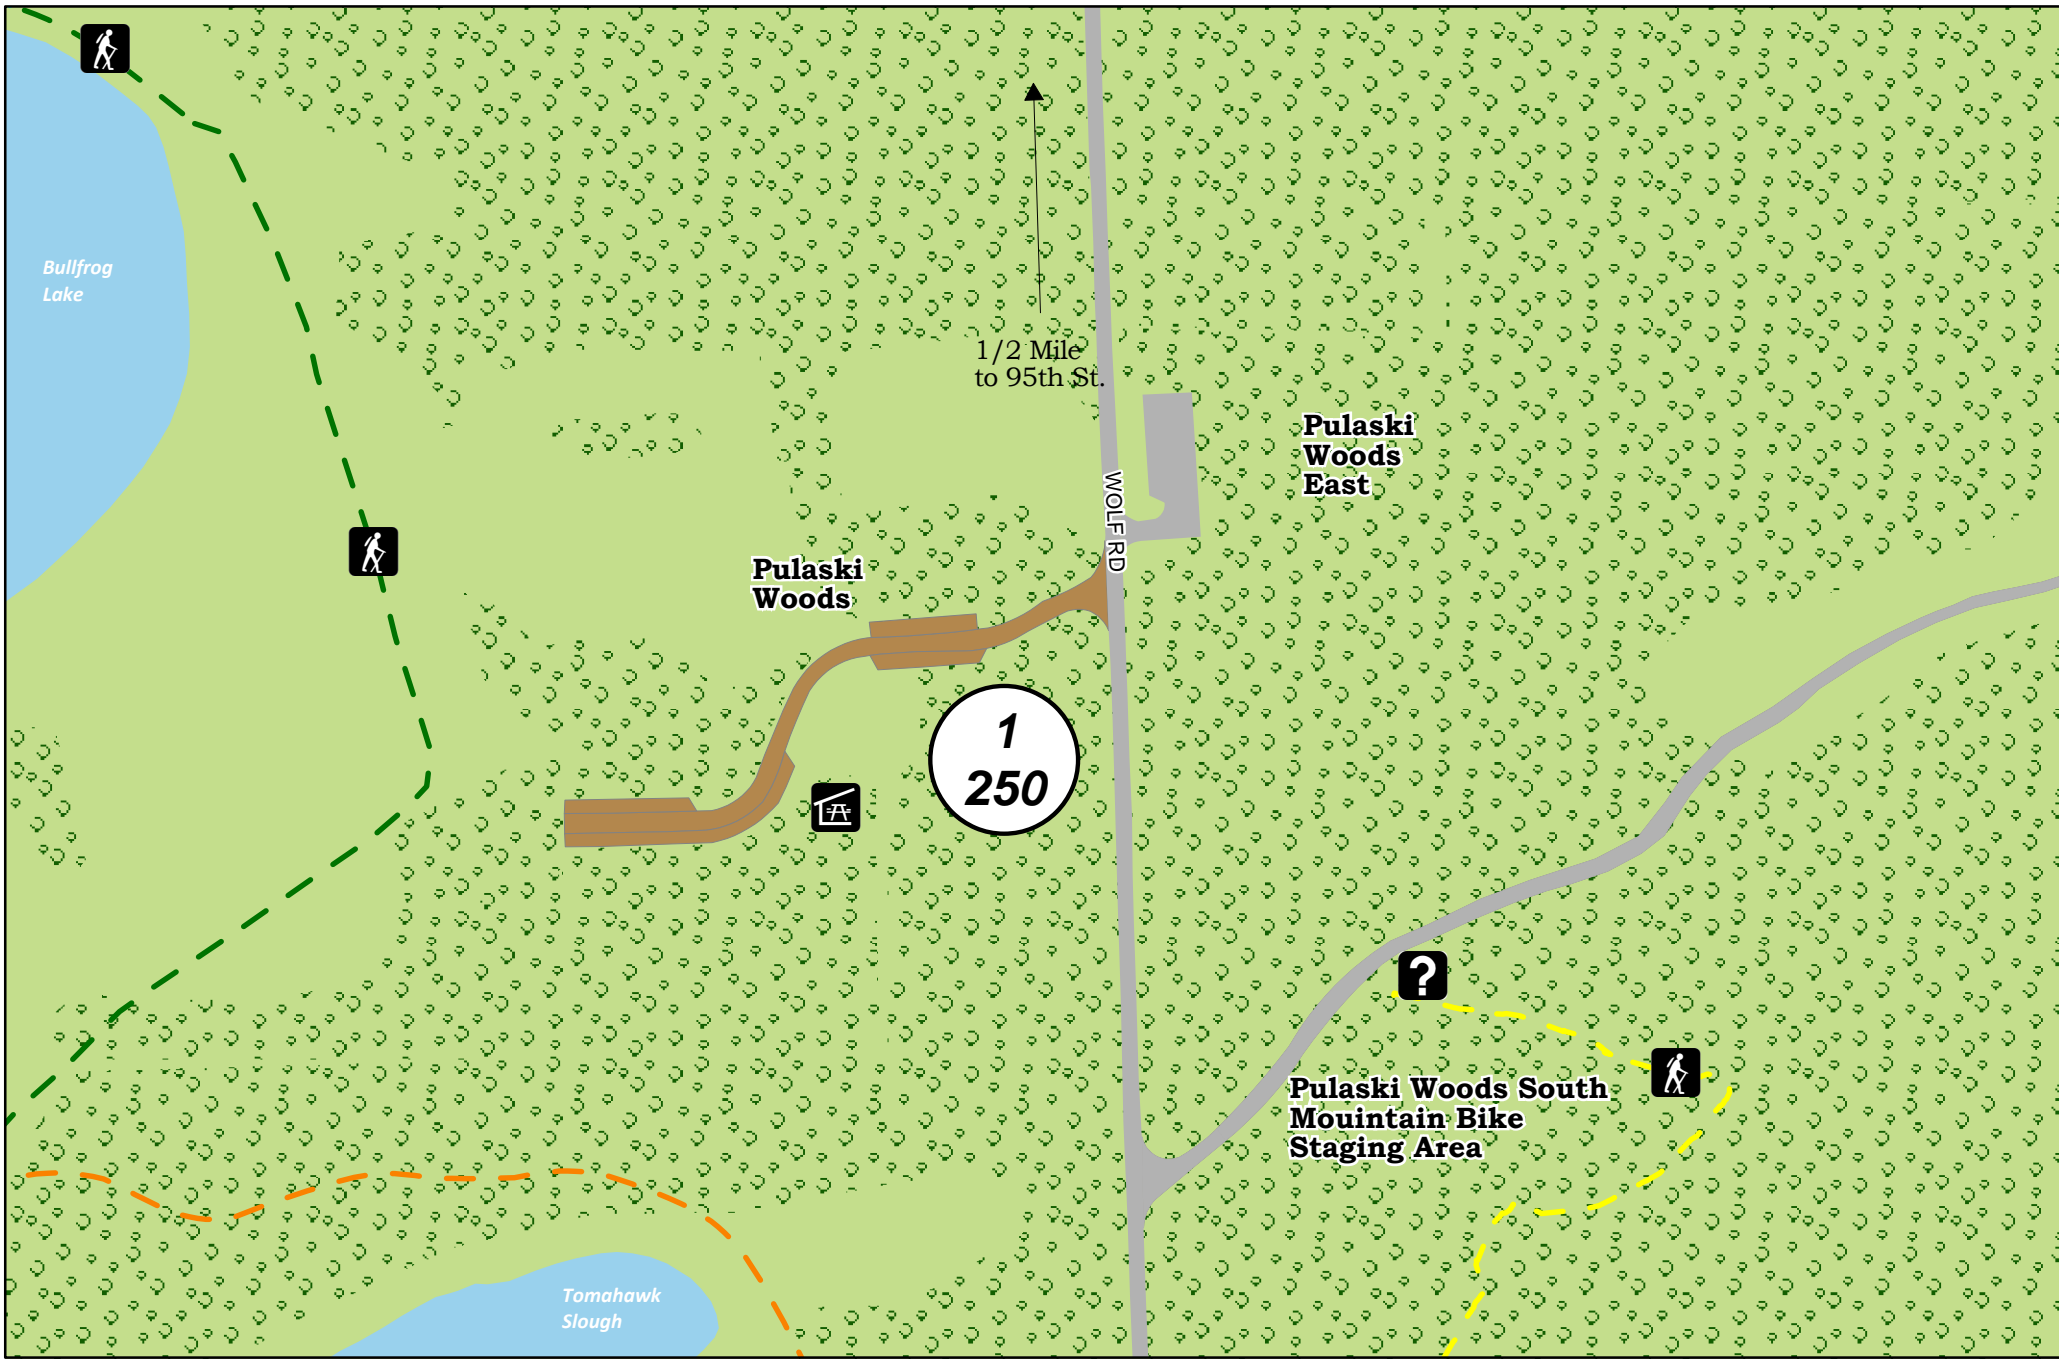 Bullfrog
Lake
1/2 Mile
to 95th St.
Pulaski
Woods
East
WOLF RD
Pulaski
Woods
1
250
?
Pulaski Woods South
Mouintain Bike
Staging Area
Tomahawk
Slough